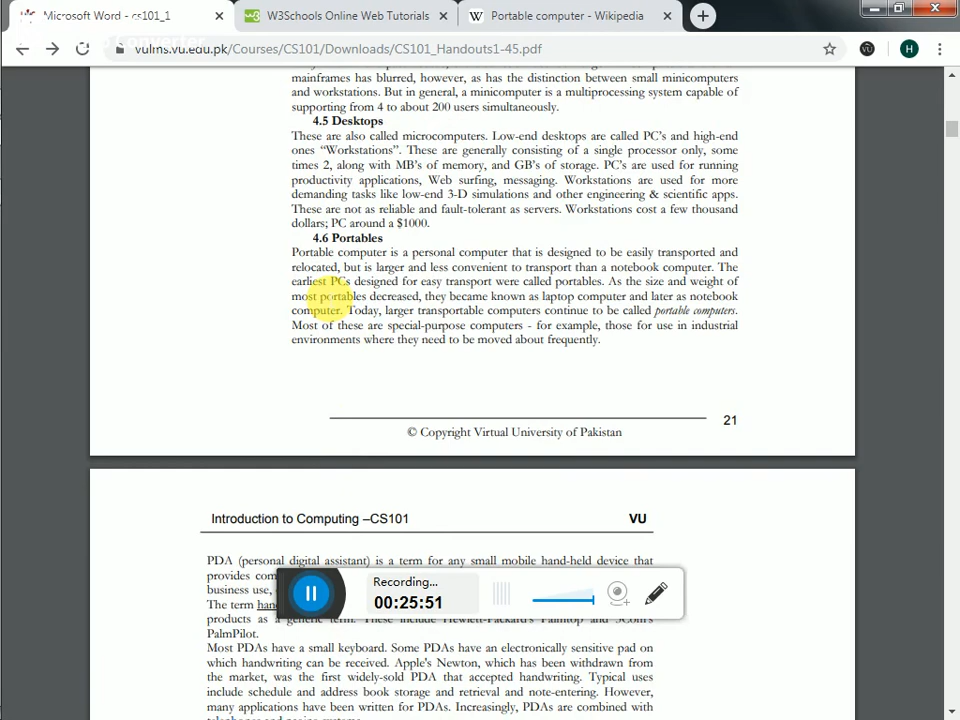 Microsoft Word - cs101_1
W3Schools Online Web Tutorials
W Portable computer - Wikipedia
vulms.vu.edu.pk/Courses/CS101/Downloads/CS101_Handouts1-45.pdf
VU
H
mainframes has blurred, however, as has the distinction between small minicomputers
and workstations. But in general, a minicomputer is a multiprocessing system capable of
supporting from 4 to about 200 users simultaneously.
4.5 Desktops
These are also called microcomputers. Low-end desktops are called PC's and high-end
ones “Workstations”. These are generally consisting of a single processor only, some
times 2, along with MB's of memory, and GB's of storage. PC's are used for running
productivity applications, Web surfing, messaging. Workstations are used for more
demanding tasks like low-end 3-D simulations and other engineering & scientific apps.
These are not as reliable and fault-tolerant as servers. Workstations cost a few thousand
dollars; PC around a $1000.
4.6 Portables
Portable computer is a personal computer that is designed to be easily transported and
relocated, but is larger and less convenient to transport than a notebook computer. The
earliest PCs designed for easy transport were called portables. As the size and weight of
most portables decreased, they became known as laptop computer and later as notebook
computer. Today, larger transportable computers continue to be called portable computers.
Most of these are special-purpose computers - for example, those for use in industrial
environments where they need to be moved about frequently.
21
© Copyright Virtual University of Pakistan
Introduction to Computing –CS101
VU
PDA (personal digital assistant) is a term for any small mobile hand-held device that
provides com
business use,
The term han
products as a generic term. These include Hewlett-Packard's Palmtop and 3Com's
PalmPilot.
Recording...
00:25:51
Most PDAs have a small keyboard. Some PDAs have an electronically sensitive pad on
which handwriting can be received. Apple's Newton, which has been withdrawn from
the market, was the first widely-sold PDA that accepted handwriting. Typical uses
include schedule and address book storage and retrieval and note-entering. However,
many applications have been written for PDAs. Increasingly, PDAs are combined with